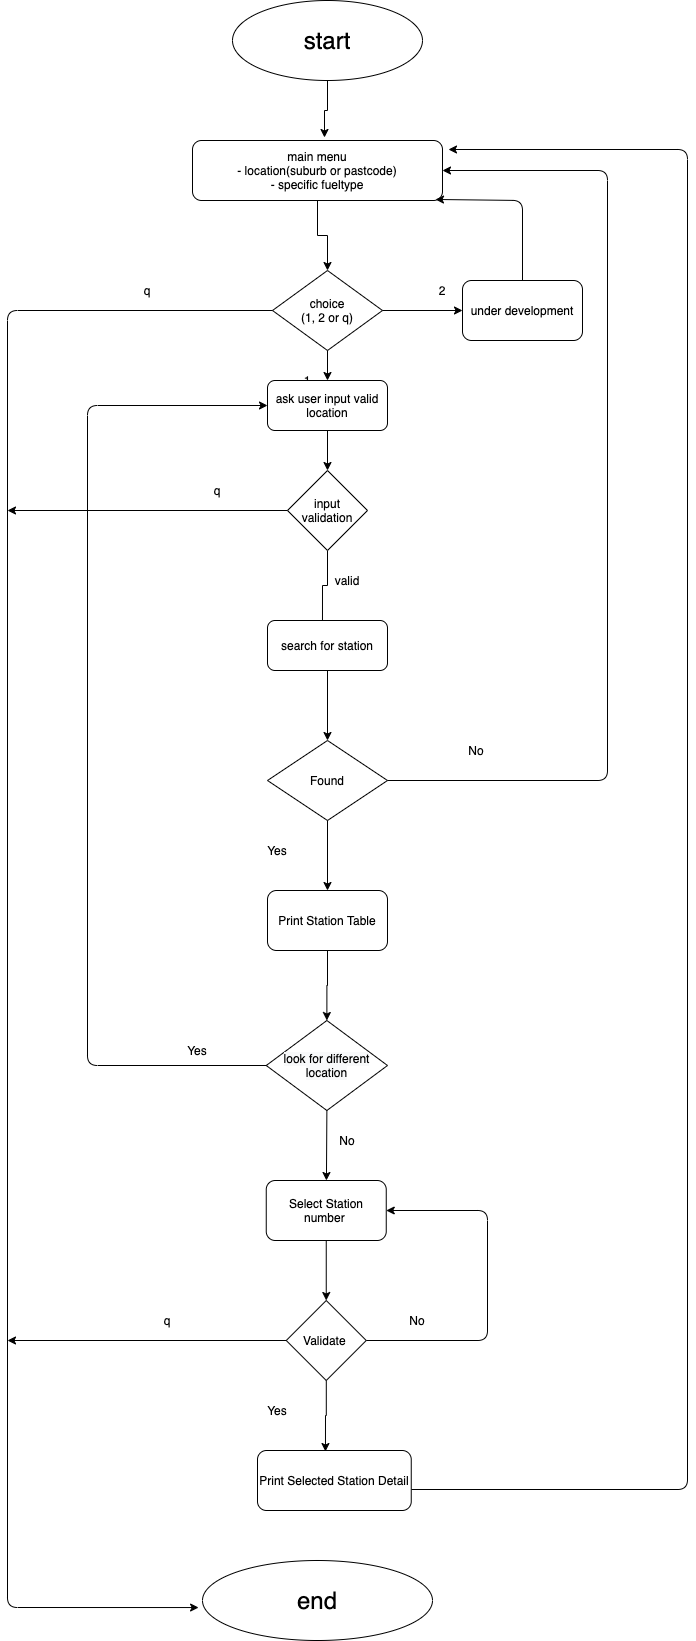 start
main menu
- location(suburb or pastcode)
- specific fueltype
q
choice
(1, 2 or q)
2
under development
1
ask user input valid
location
q
input
validation
valid
search for station
No
Found
Yes
Print Station Table
look for different
location
Yes
No
Select Station
number
q
Validate
No
Yes
Print Selected Station Detail
end